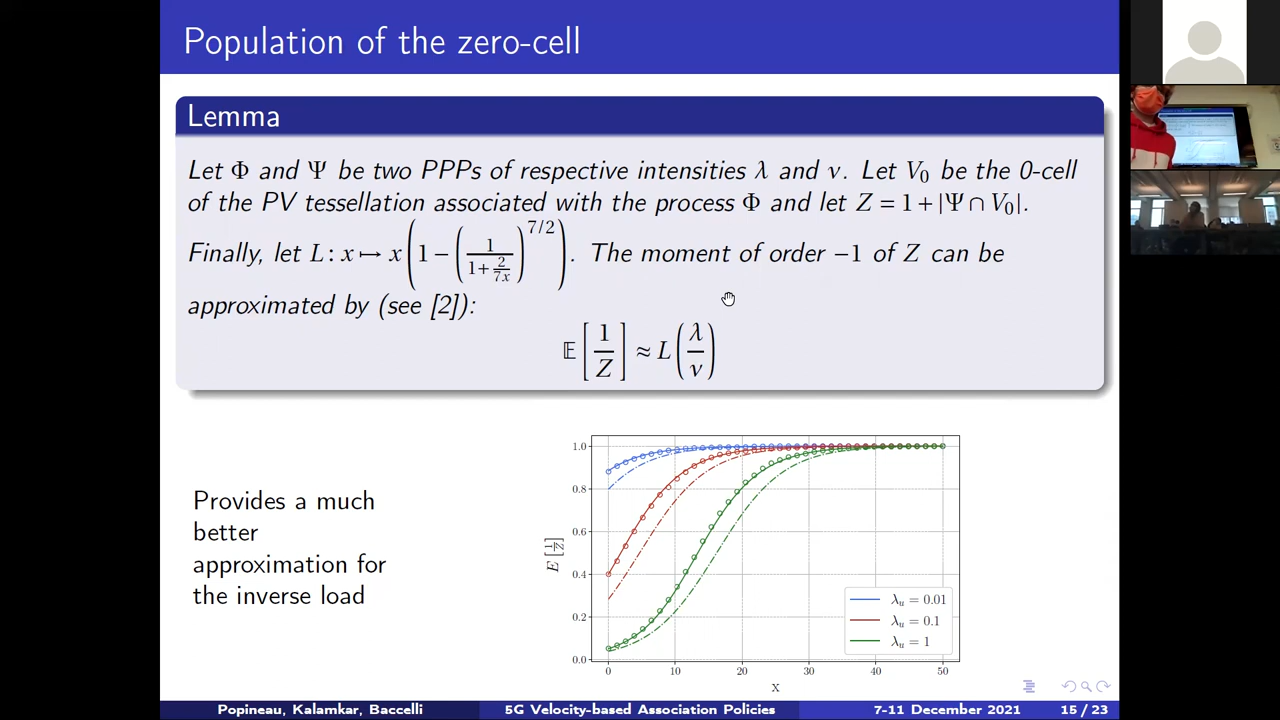 Population of the zero-cell
Lemma
Let Φ and Ψ be two PPPs of respective intensities λ and ν. Let V₀ be the 0-cell
of the PV tessellation associated with the process Φ and let Z = 1 + |Ψ ∩ V₀|.
Finally, let L : x ↦ x(1 − (1/(1+2/(7x)))^(7/2)). The moment of order −1 of Z can be
approximated by (see [2]):
𝔼[1/Z] ≈ L(λ/ν)
Provides a much
better
approximation for
the inverse load
E [1/Z]
1.0
0.8
0.6
0.4
0.2
0.0
0 10 20 30 40 50
x
λᵤ = 0.01
λᵤ = 0.1
λᵤ = 1
Popineau, Kalamkar, Baccelli 5G Velocity-based Association Policies 7-11 December 2021 15 / 23